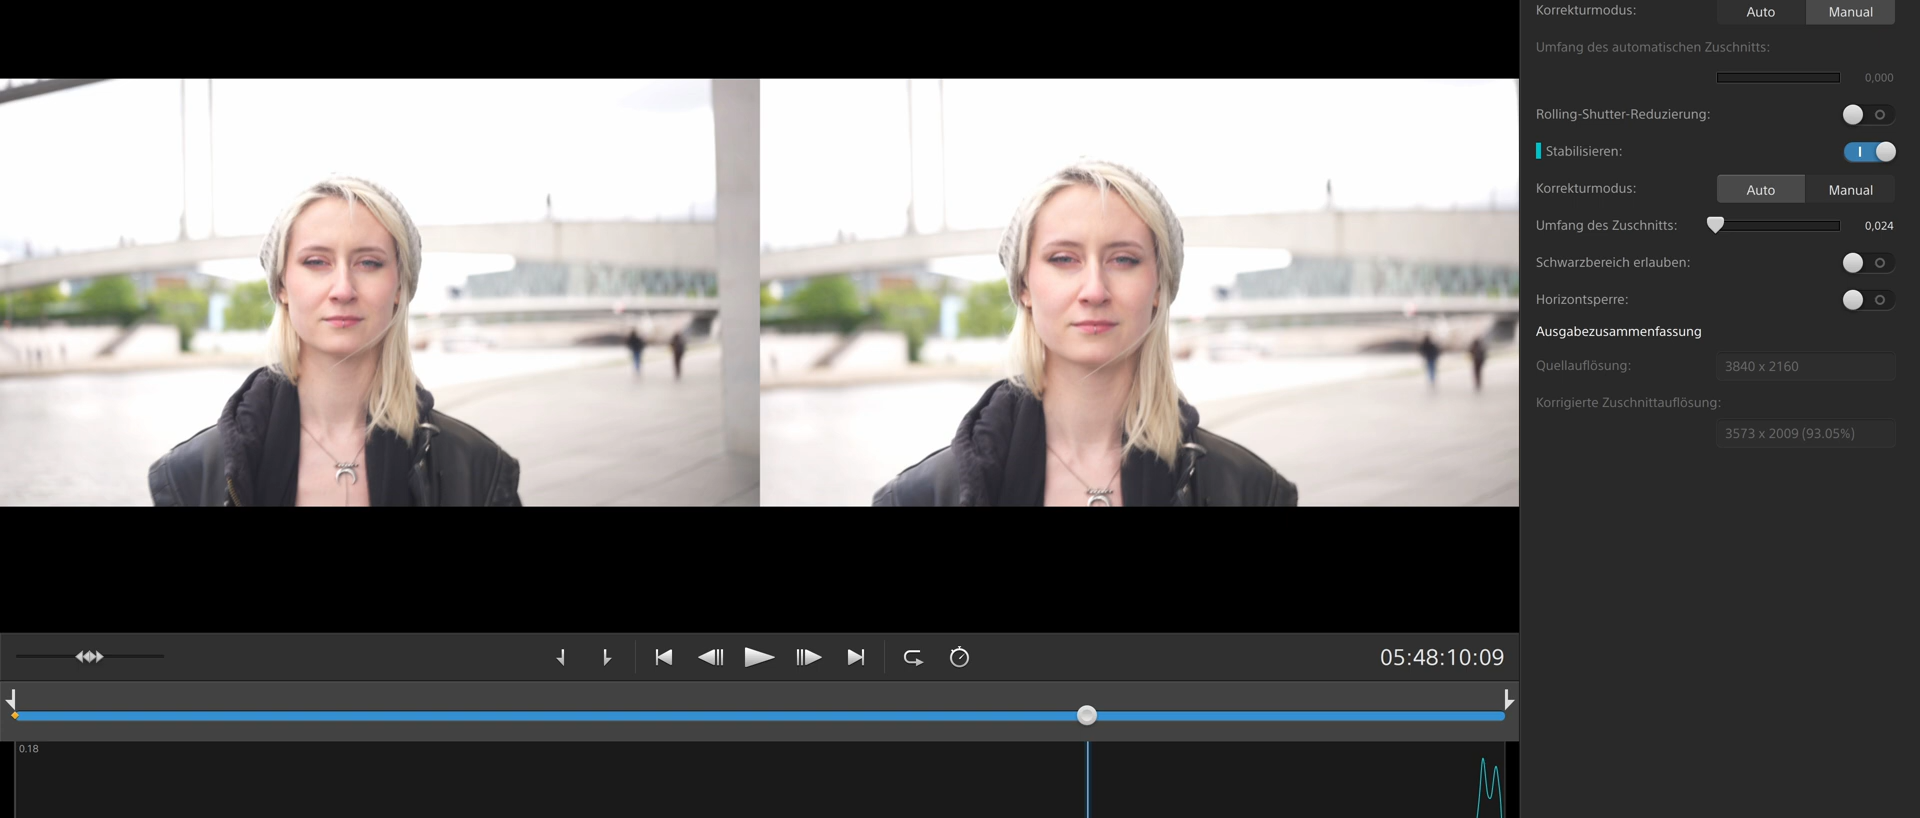 Korrekturmodus: Auto Manual
Umfang des automatischen Zuschnitts:
0,000
Rolling-Shutter-Reduzierung:
Stabilisieren:
Korrekturmodus: Auto Manual
Umfang des Zuschnitts: 0,024
Schwarzbereich erlauben:
Horizontsperre:
Ausgabezusammenfassung
Quellauflösung: 3840 x 2160
Korrigierte Zuschnittauflösung:
3573 x 2009 (93.05%)
05:48:10:09
0.18